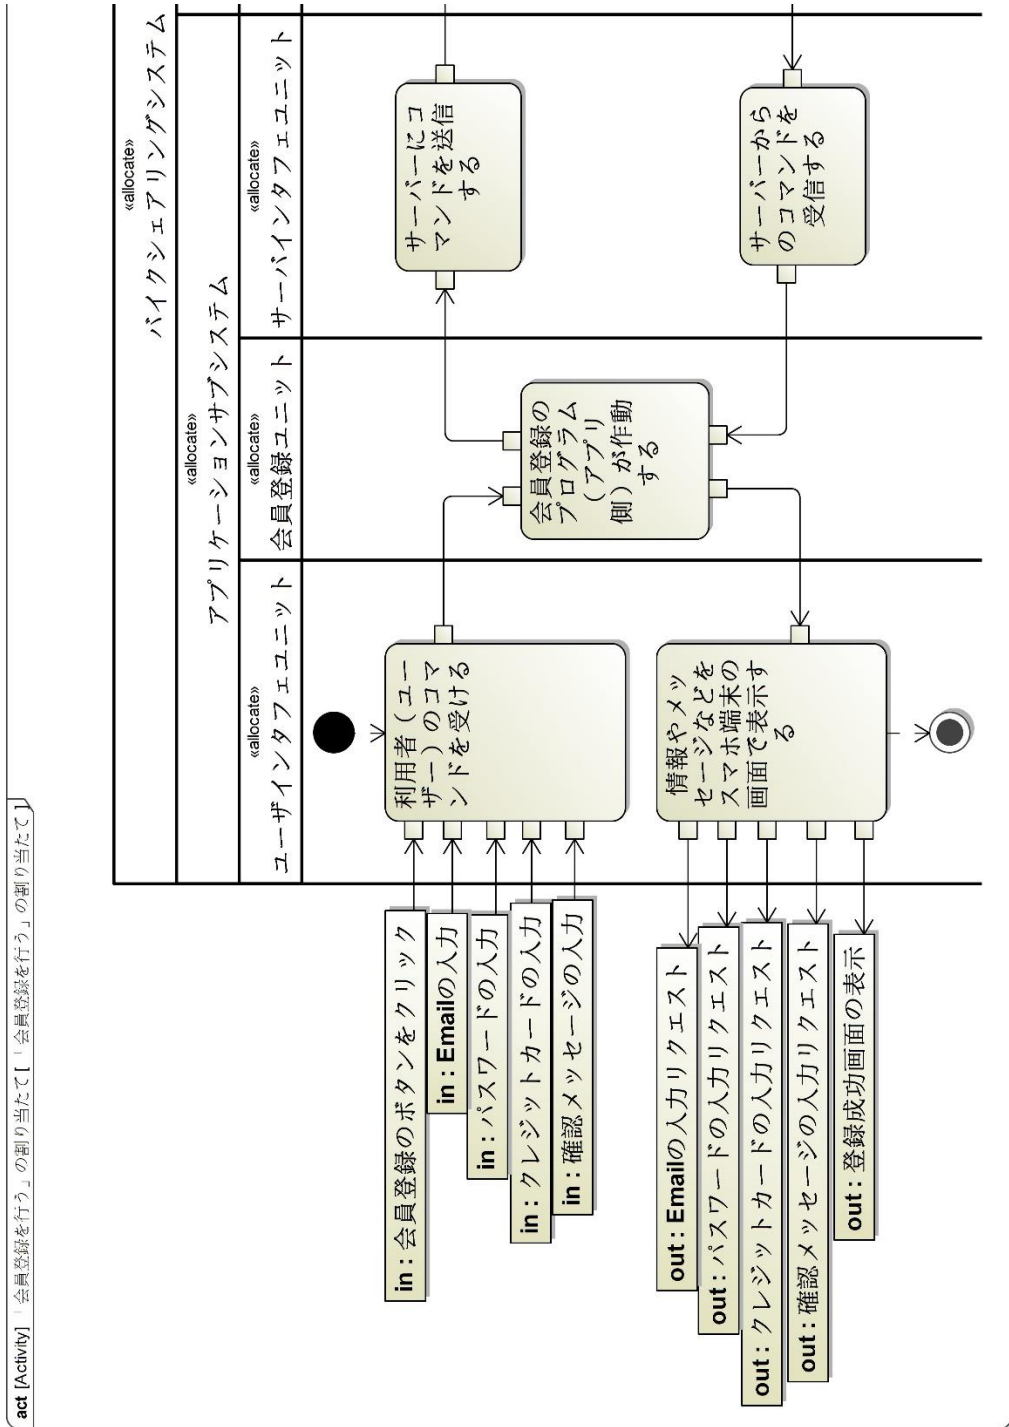 act [Activity] 「会員登録を行う」の割り当て[ 「会員登録を行う」の割り当て ]
«allocate»
バイクシェアリングシステム
«allocate»
アプリケーションサブシステム
«allocate»
ユーザインタフェユニット
«allocate»
会員登録ユニット
«allocate»
サーバインタフェユニット
in : 会員登録のボタンをクリック
in : Emailの入力
in : パスワードの入力
in : クレジットカードの入力
in : 確認メッセージの入力
利用者（ユー
ザー）のコマ
ンドを受ける
会員登録の
プログラム
（アプリ
側）が作動
する
サーバーにコ
マンドを送信
する
out : Emailの入力リクエスト
out : パスワードの入力リクエスト
out : クレジットカードの入力リクエスト
out : 確認メッセージの入力リクエスト
out : 登録成功画面の表示
情報やメッ
セージなどを
スマホ端末の
画面で表示す
る
サーバーから
のコマンドを
受信する